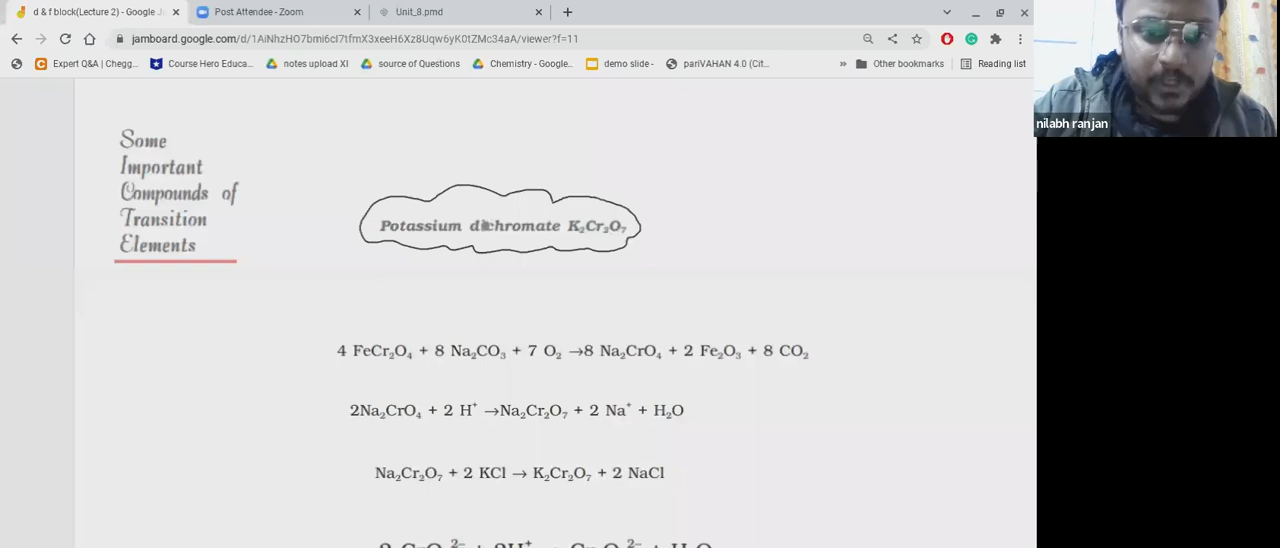 d & f block(Lecture 2) - Google J
Post Attendee - Zoom
Unit_8.pmd
jamboard.google.com/d/1AiNhzHO7bmi6cI7tfmX3xeeH6Xz8Uqw6yK0tZMc34aA/viewer?f=11
Expert Q&A | Chegg...
Course Hero Educa...
notes upload XI
source of Questions
Chemistry - Google...
demo slide -
pariVAHAN 4.0 (Cit...
»
Other bookmarks
Reading list
nilabh ranjan
Some
Important
Compounds of
Transition
Elements
Potassium dichromate K₂Cr₂O₇
4 FeCr₂O₄ + 8 Na₂CO₃ + 7 O₂ →8 Na₂CrO₄ + 2 Fe₂O₃ + 8 CO₂
2Na₂CrO₄ + 2 H⁺ →Na₂Cr₂O₇ + 2 Na⁺ + H₂O
Na₂Cr₂O₇ + 2 KCl → K₂Cr₂O₇ + 2 NaCl